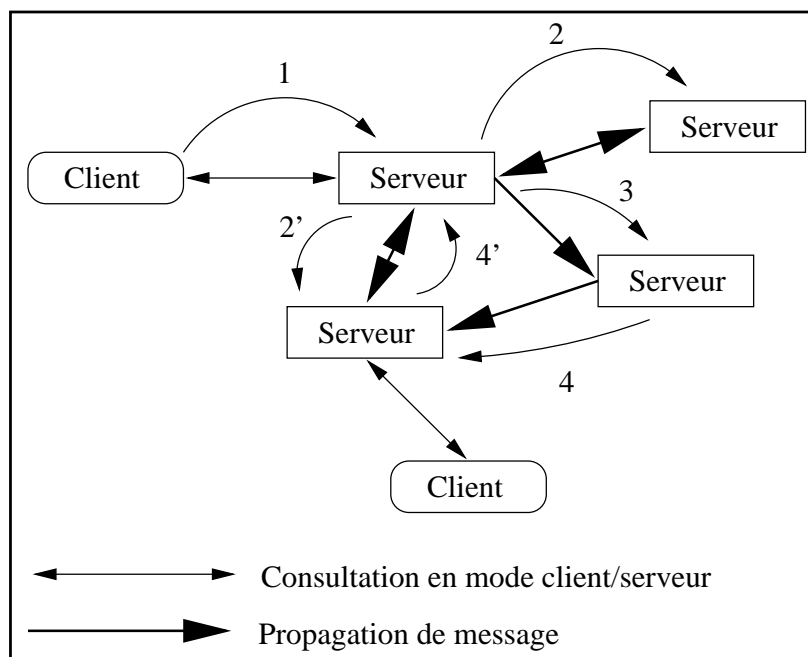 2
1
Serveur
Client
Serveur
3
2’
4’
Serveur
Serveur
4
Client
Consultation en mode client/serveur
Propagation de message